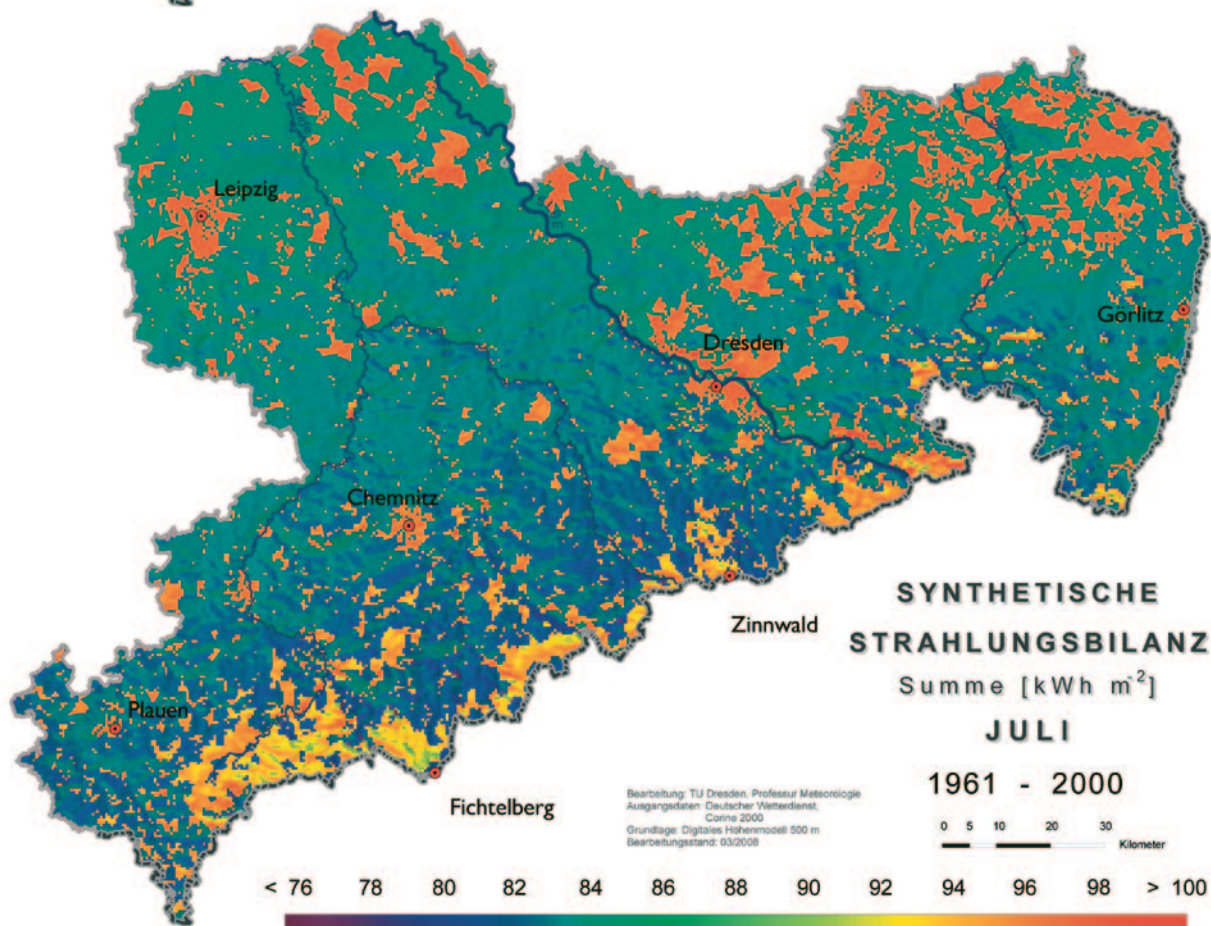 Leipzig
Görlitz
Dresden
Chemnitz
Zinnwald
Plauen
Fichtelberg
SYNTHETISCHE
STRAHLUNGSBILANZ
Summe [kWh m⁻²]
JULI
1961 - 2000
Bearbeitung: TU Dresden, Professur Meteorologie
Ausgangsdaten: Deutscher Wetterdienst,
Corine 2000
Grundlage: Digitales Höhenmodell 500 m
Bearbeitungsstand: 03/2008
0 5 10 20 30
Kilometer
< 76 78 80 82 84 86 88 90 92 94 96 98 > 100